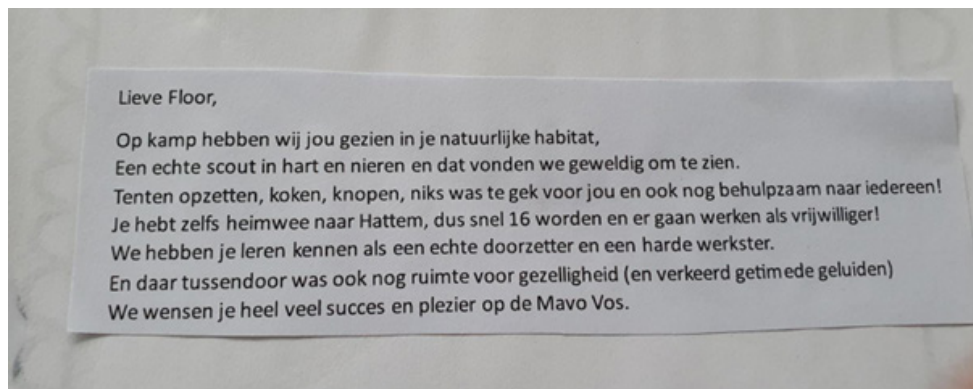 Lieve Floor,
Op kamp hebben wij jou gezien in je natuurlijke habitat,
Een echte scout in hart en nieren en dat vonden we geweldig om te zien.
Tenten opzetten, koken, knopen, niks was te gek voor jou en ook nog behulpzaam naar iedereen!
Je hebt zelfs heimwee naar Hattem, dus snel 16 worden en er gaan werken als vrijwilliger!
We hebben je leren kennen als een echte doorzetter en een harde werkster.
En daar tussendoor was ook nog ruimte voor gezelligheid (en verkeerd getimede geluiden)
We wensen je heel veel succes en plezier op de Mavo Vos.